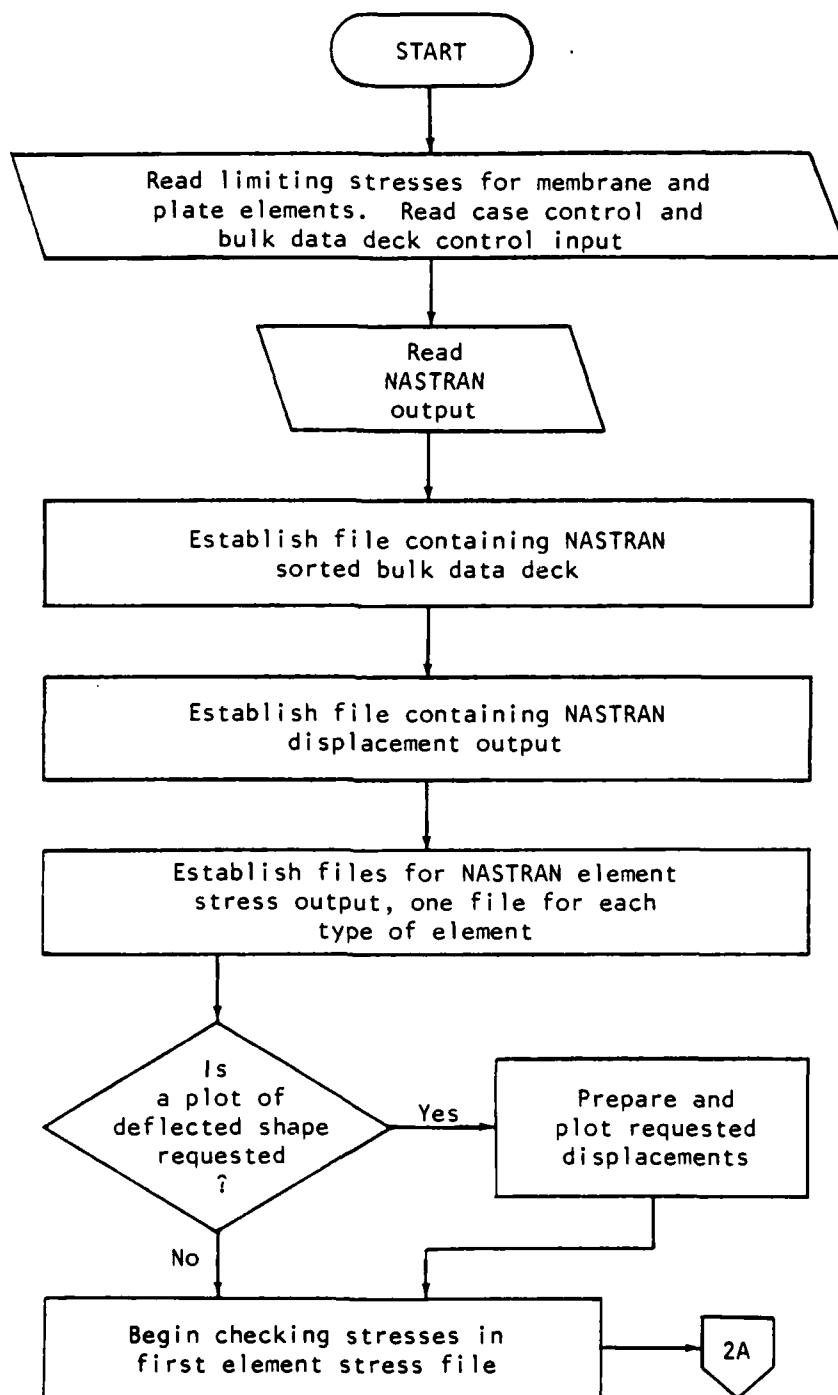 START
Read limiting stresses for membrane and
plate elements. Read case control and
bulk data deck control input
Read
NASTRAN
output
Establish file containing NASTRAN
sorted bulk data deck
Establish file containing NASTRAN
displacement output
Establish files for NASTRAN element
stress output, one file for each
type of element
Is
a plot of
deflected shape
requested
?
Yes
Prepare and
plot requested
displacements
No
Begin checking stresses in
first element stress file
2A